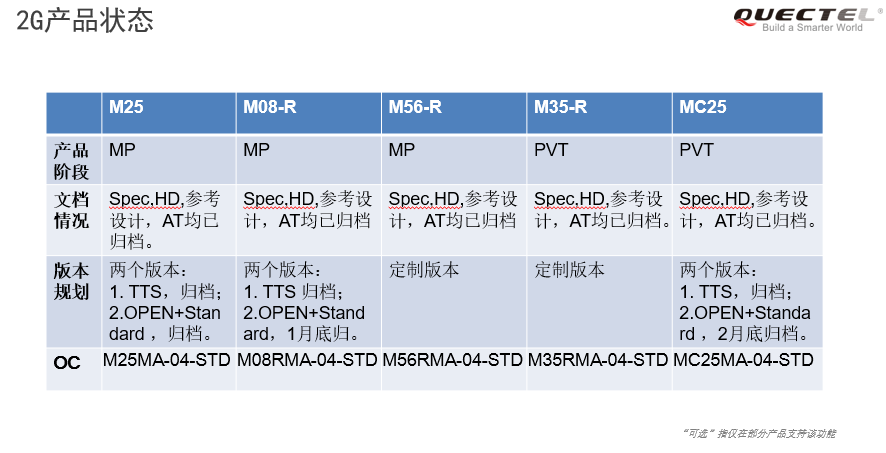 2G产品状态
QUECTEL®
Build a Smarter World
M25
M08-R
M56-R
M35-R
MC25
产品
阶段
MP
MP
MP
PVT
PVT
文档
情况
Spec,HD,参考
设计，AT均已
归档。
Spec,HD,参考设
计，AT均已归档
Spec,HD,参考设
计，AT均已归档
Spec,HD,参考设
计，AT均已归档。
Spec,HD,参考设
计，AT均已归档。
版本
规划
两个版本：
1. TTS，归档；
2.OPEN+Stan
dard ，归档。
两个版本：
1. TTS 归档；
2.OPEN+Stand
ard，1月底归。
定制版本
定制版本
两个版本：
1. TTS，归档；
2.OPEN+Standa
rd ，2月底归档。
OC
M25MA-04-STD
M08RMA-04-STD
M56RMA-04-STD
M35RMA-04-STD
MC25MA-04-STD
“可选”指仅在部分产品支持该功能